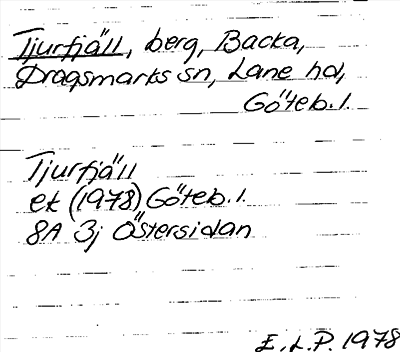 Tjurfjäll, berg, Backa,
Dragsmarks sn, Lane hd,
Göteb. l.
Tjurfjäll
ek (1978) Göteb. l.
8A 3j Östersidan
E. L. P. 1978